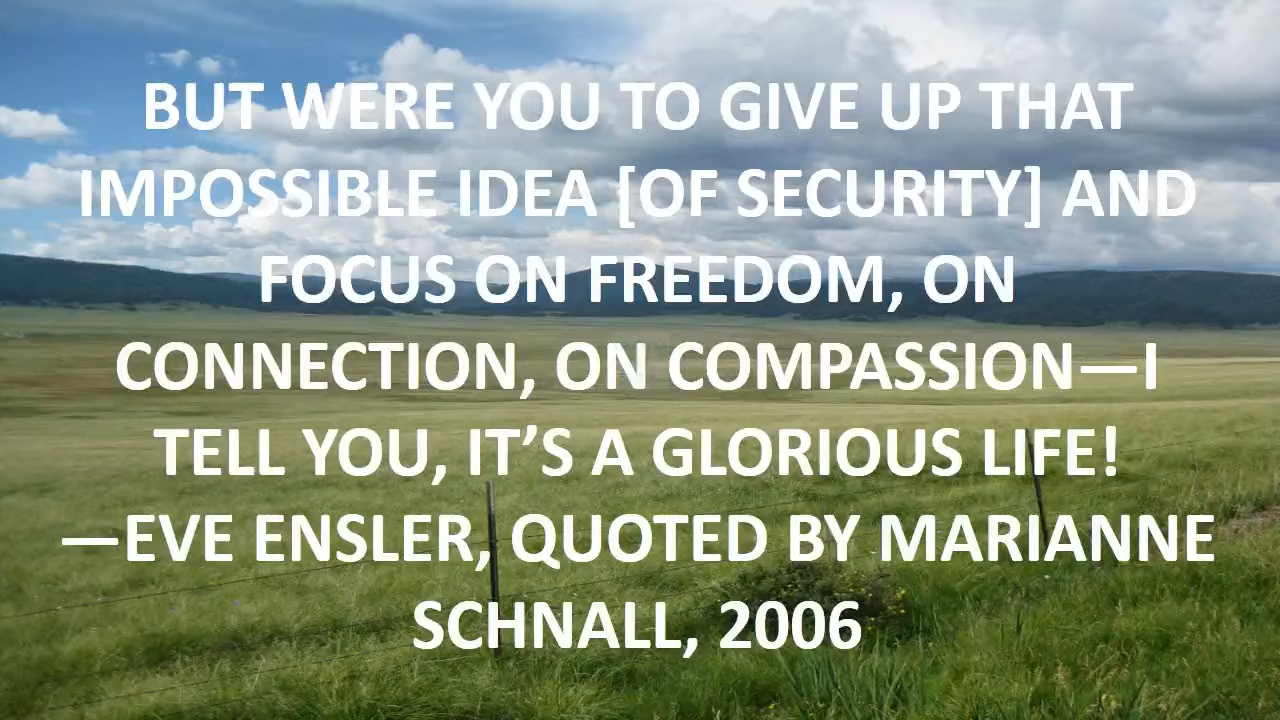 BUT WERE YOU TO GIVE UP THAT
IMPOSSIBLE IDEA [OF SECURITY] AND
FOCUS ON FREEDOM, ON
CONNECTION, ON COMPASSION—I
TELL YOU, IT’S A GLORIOUS LIFE!
—EVE ENSLER, QUOTED BY MARIANNE
SCHNALL, 2006